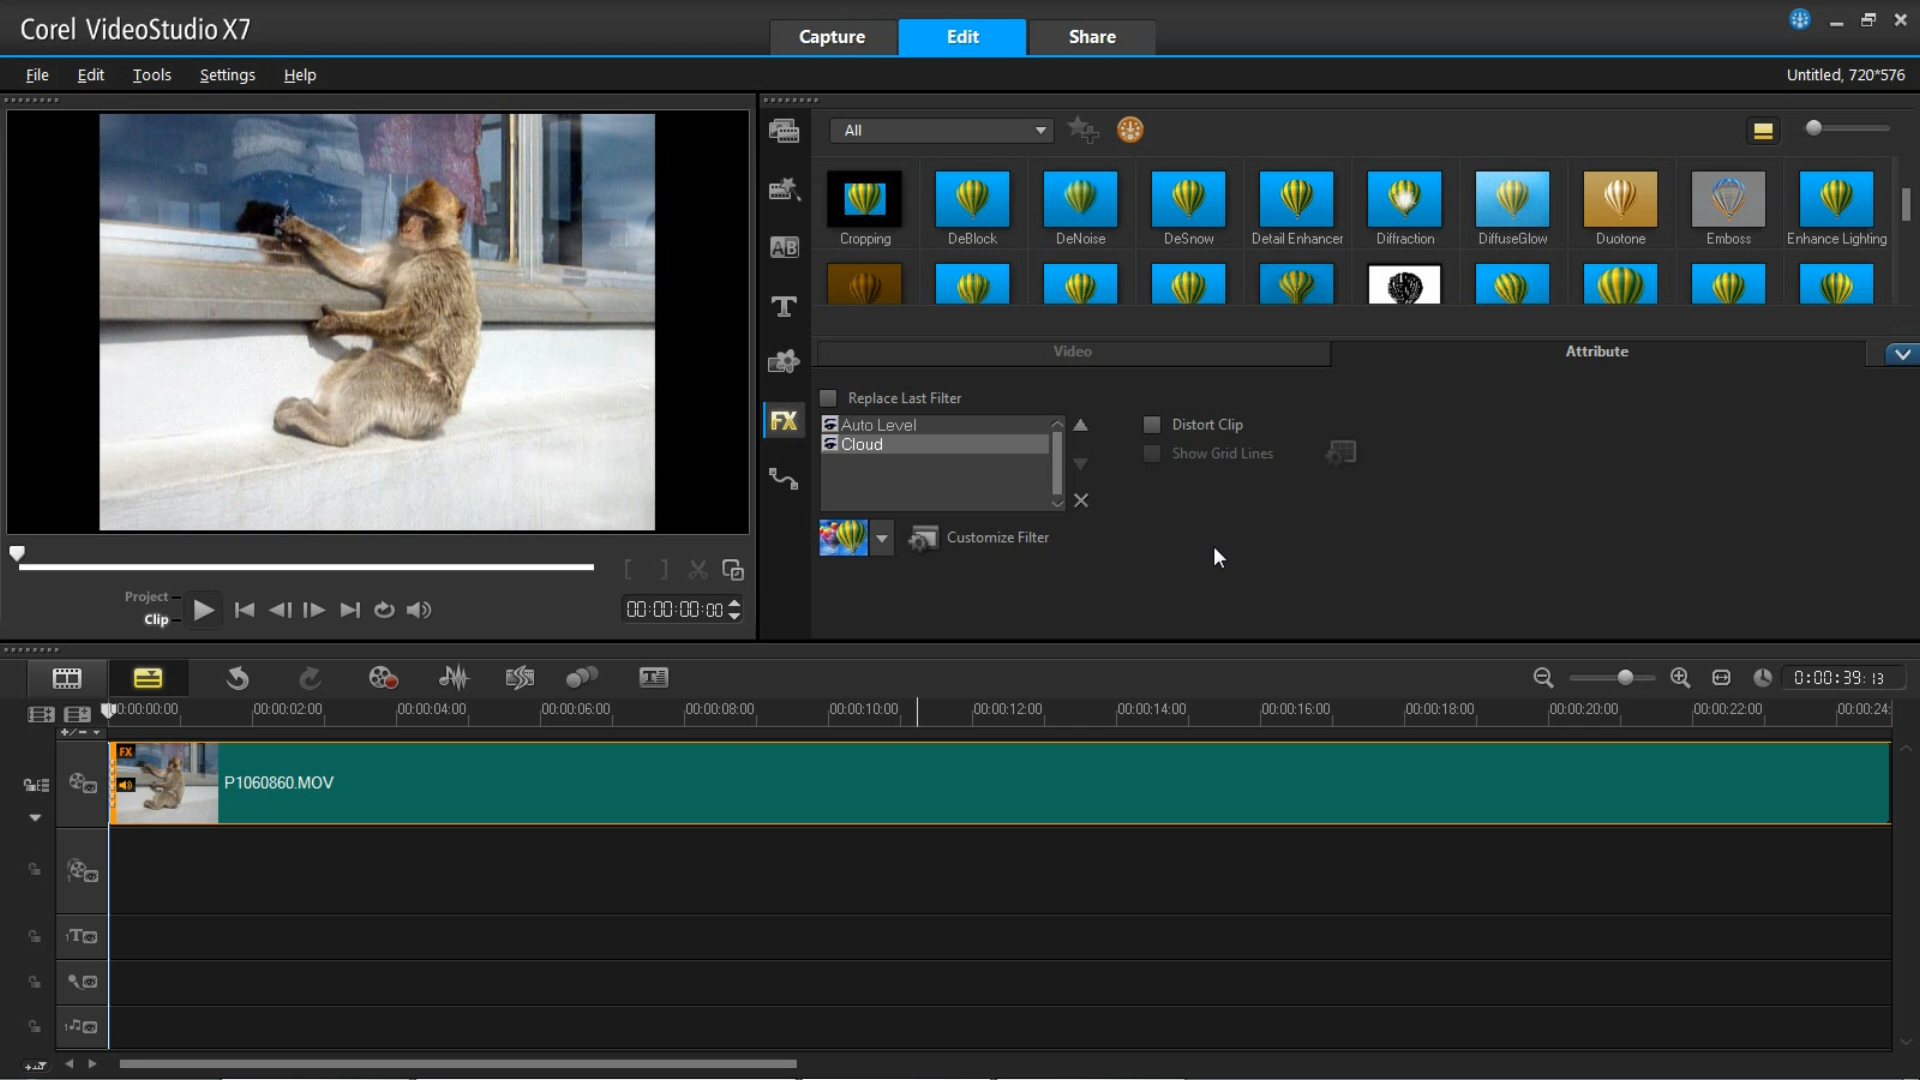 Corel VideoStudio X7
Capture
Edit
Share
File Edit Tools Settings Help
Untitled, 720*576
All
Cropping
DeBlock
DeNoise
DeSnow
Detail Enhancer
Diffraction
DiffuseGlow
Duotone
Emboss
Enhance Lighting
AB
T
FX
Video
Attribute
Replace Last Filter
Auto Level
Cloud
Distort Clip
Show Grid Lines
Customize Filter
Project
Clip
00:00:00:00
0:00:39:13
00:00:02:00 00:00:04:00 00:00:06:00 00:00:08:00 00:00:10:00 00:00:12:00 00:00:14:00 00:00:16:00 00:00:18:00 00:00:20:00 00:00:22:00 00:00:24:
FX
P1060860.MOV
1
1T
1